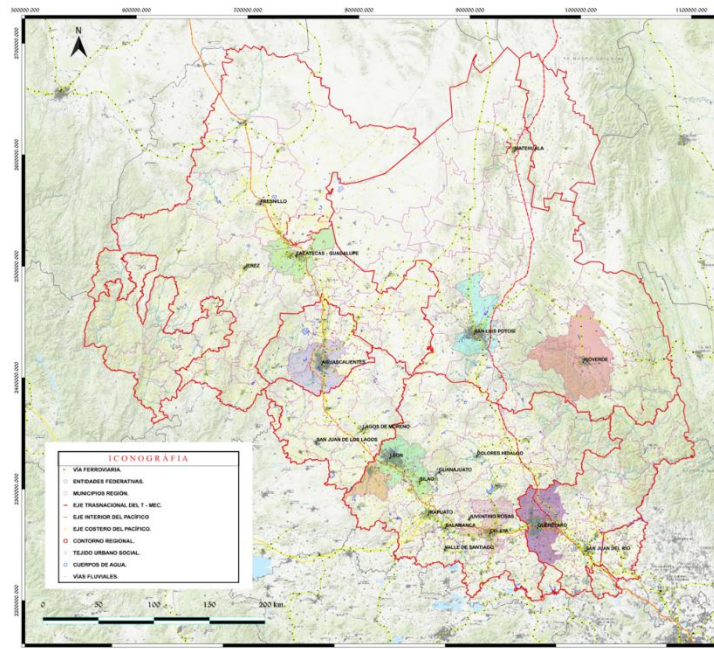 500000.000 600000.000 700000.000 800000.000 900000.000 1000000.000 1100000.000
N
MATEHUALA
FRESNILLO
ZACATECAS - GUADALUPE
JEREZ
SAN LUIS POTOSÍ
RIOVERDE
AGUASCALIENTES
LAGOS DE MORENO
SAN JUAN DE LOS LAGOS
DOLORES HIDALGO
LEÓN
GUANAJUATO
SILAO
IRAPUATO
JUVENTINO ROSAS
SALAMANCA
CELAYA
QUERÉTARO
VALLE DE SANTIAGO
SAN JUAN DEL RÍO
ICONOGRÁFIA
VÍA FERROVIARIA.
ENTIDADES FEDERATIVAS.
MUNICIPIOS REGIÓN.
EJE TRASNACIONAL DEL T - MEC.
EJE INTERIOR DEL PACÍFICO
EJE COSTERO DEL PACÍFICO.
CONTORNO REGIONAL.
TEJIDO URBANO SOCIAL.
CUERPOS DE AGUA.
VÍAS FLUVIALES.
0 50 100 150 200 km.